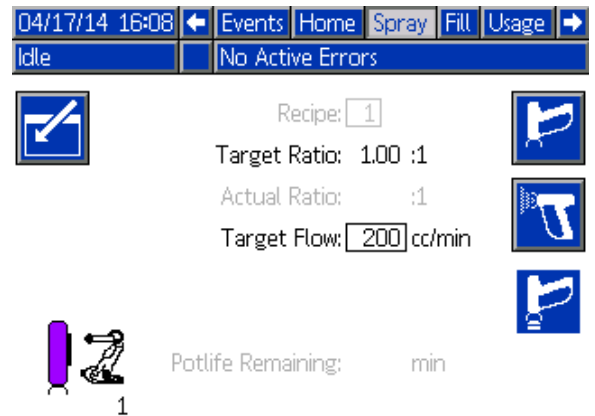 04/17/14 16:08 Events Home Spray Fill Usage
Idle No Active Errors
Recipe: 1
Target Ratio: 1.00 :1
Actual Ratio: :1
Target Flow: 200 cc/min
Potlife Remaining: min
1